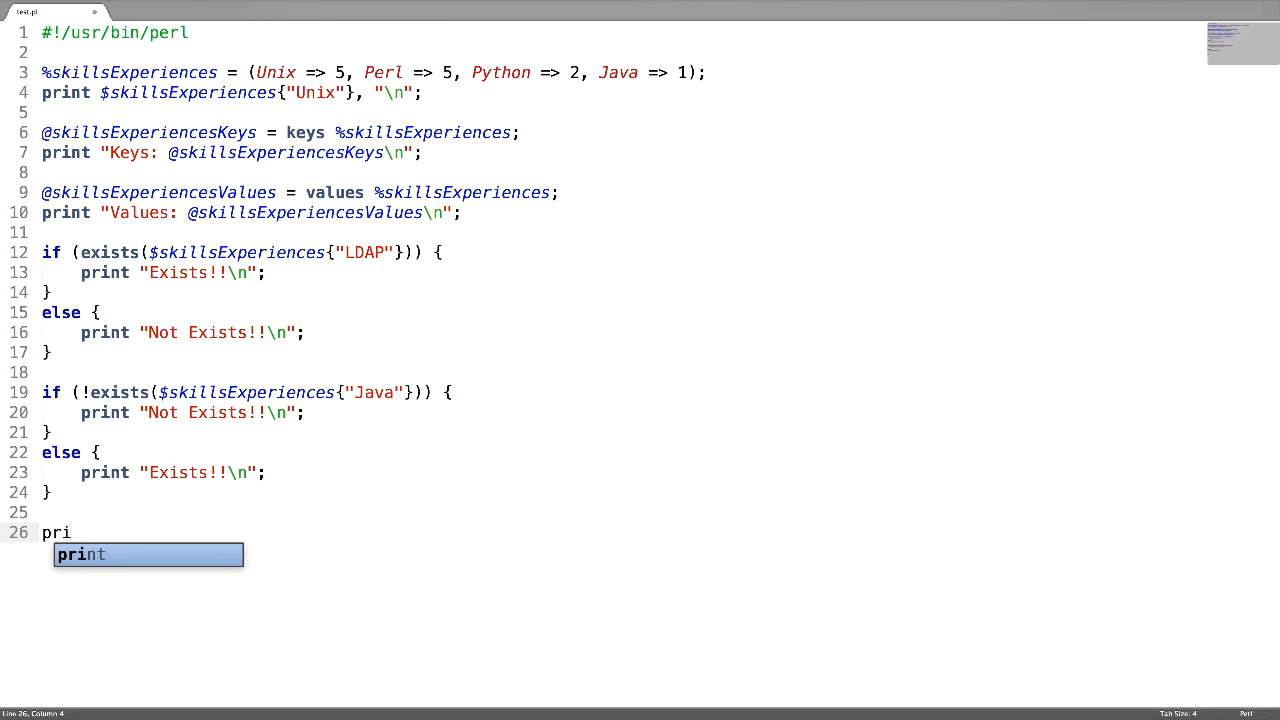 test.pl
1 #!/usr/bin/perl
2
3 %skillsExperiences = (Unix => 5, Perl => 5, Python => 2, Java => 1);
4 print $skillsExperiences{"Unix"}, "\n";
5
6 @skillsExperiencesKeys = keys %skillsExperiences;
7 print "Keys: @skillsExperiencesKeys\n";
8
9 @skillsExperiencesValues = values %skillsExperiences;
10 print "Values: @skillsExperiencesValues\n";
11
12 if (exists($skillsExperiences{"LDAP"})) {
13     print "Exists!!\n";
14 }
15 else {
16     print "Not Exists!!\n";
17 }
18
19 if (!exists($skillsExperiences{"Java"})) {
20     print "Not Exists!!\n";
21 }
22 else {
23     print "Exists!!\n";
24 }
25
26 pri
print
Line 26, Column 4
Tab Size: 4
Perl